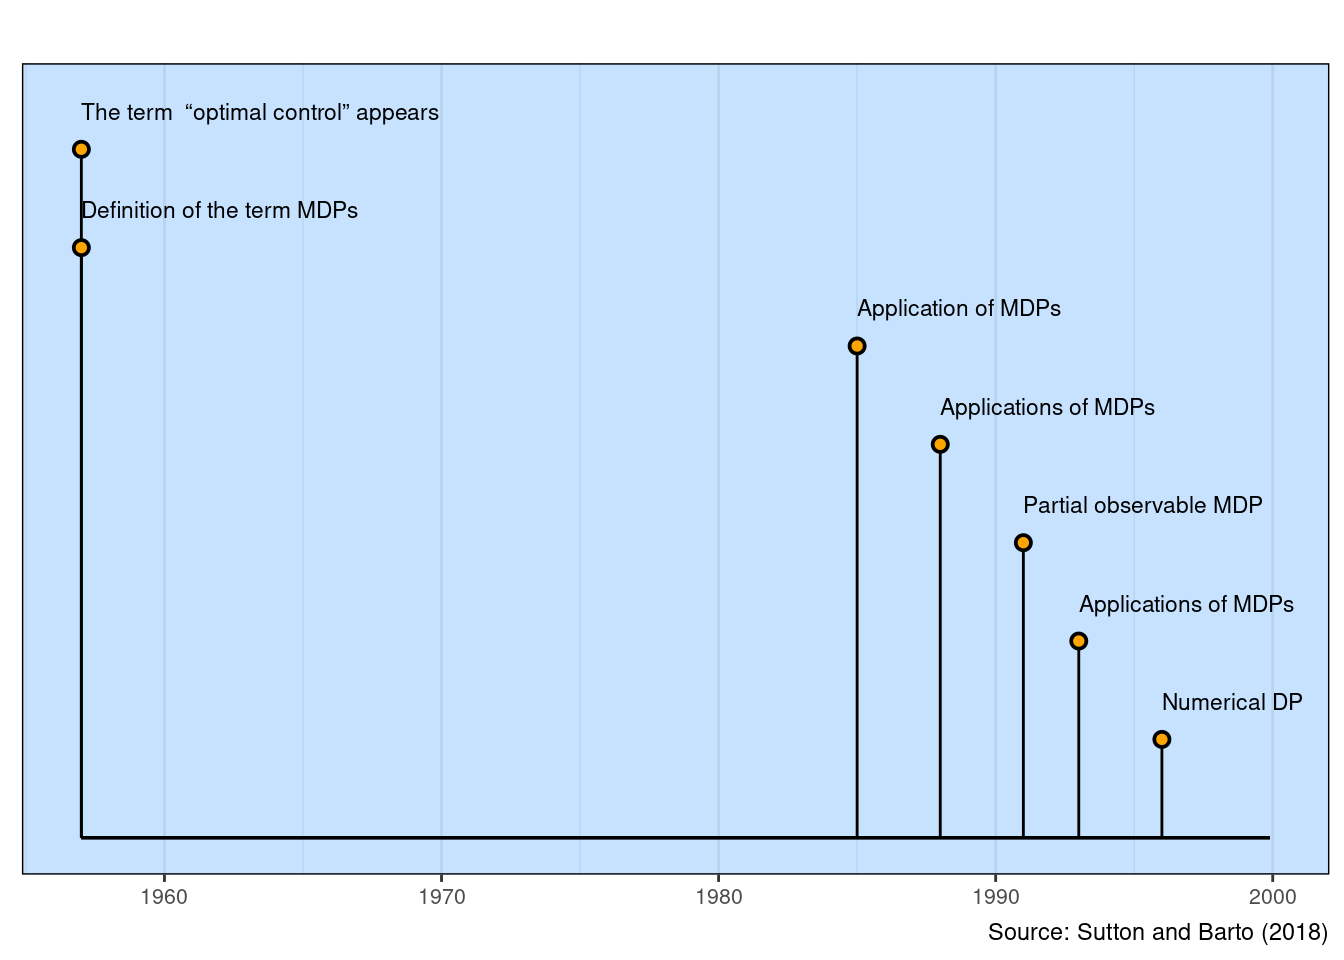 The term  “optimal control” appears
Definition of the term MDPs
Application of MDPs
Applications of MDPs
Partial observable MDP
Applications of MDPs
Numerical DP
1960 1970 1980 1990 2000
Source: Sutton and Barto (2018)